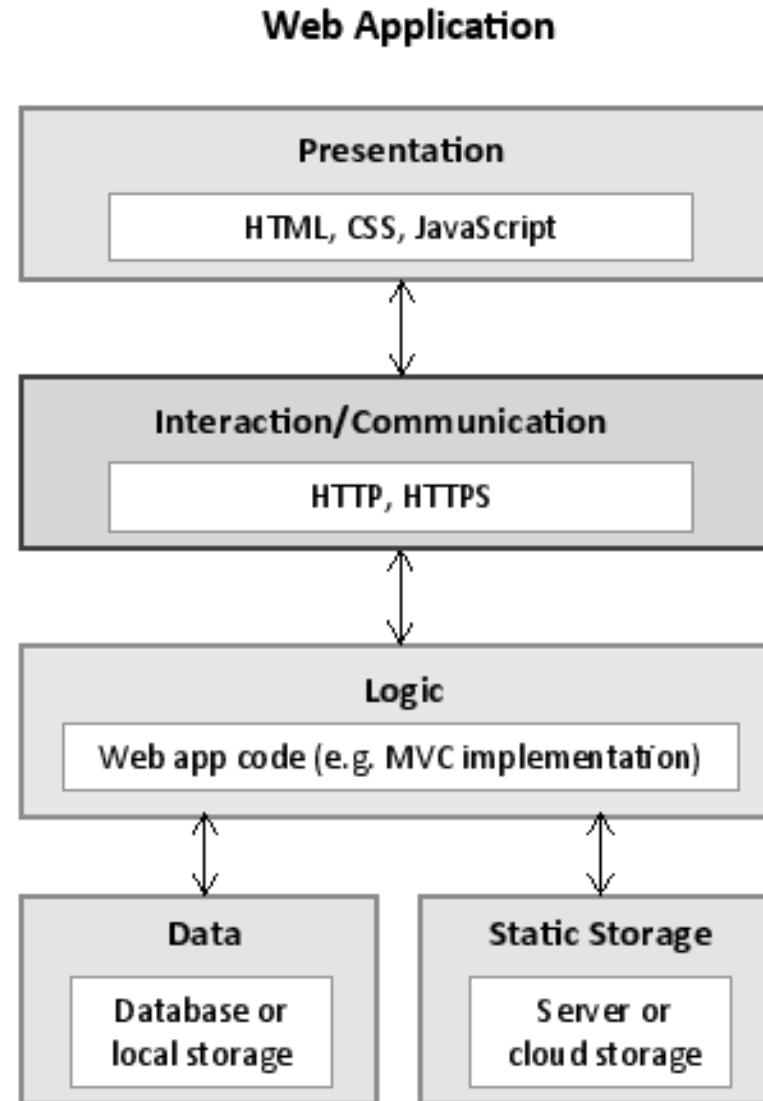 Web Application
Presentation
HTML, CSS, JavaScript
Interaction/Communication
HTTP, HTTPS
Logic
Web app code (e.g. MVC implementation)
Data
Database or
local storage
Static Storage
Server or
cloud storage